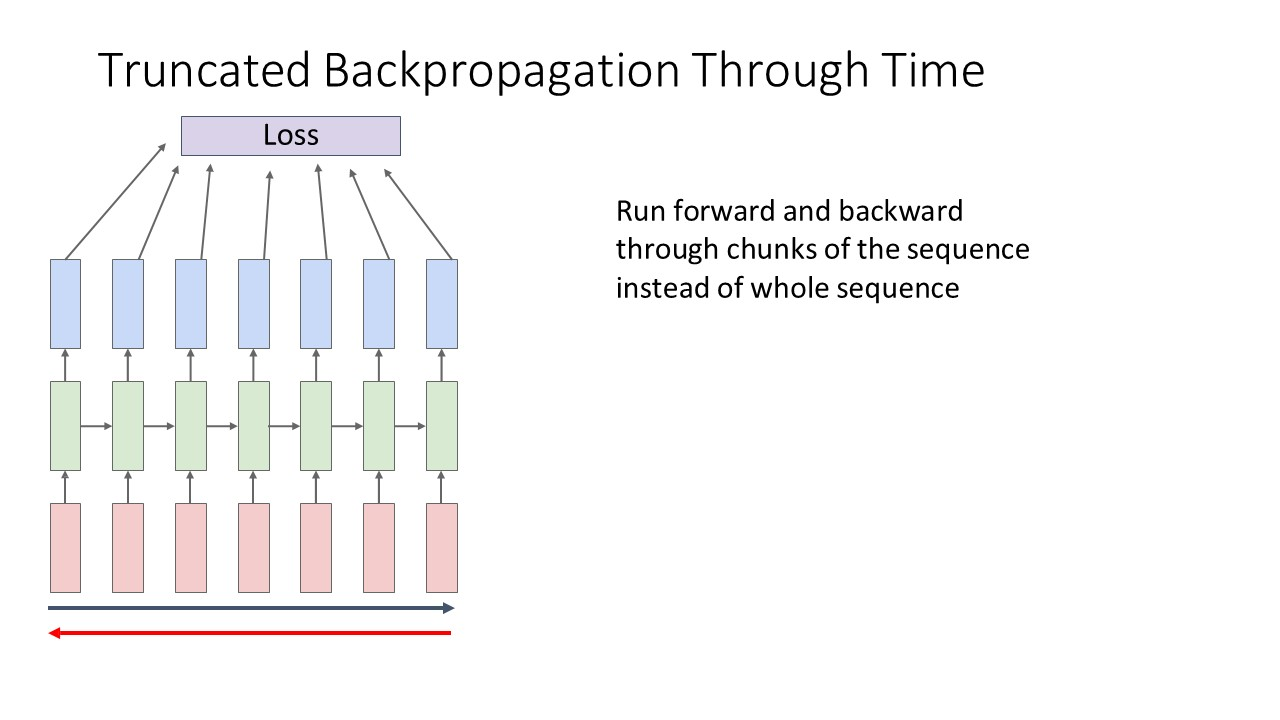 Truncated Backpropagation Through Time
Loss
Run forward and backward
through chunks of the sequence
instead of whole sequence